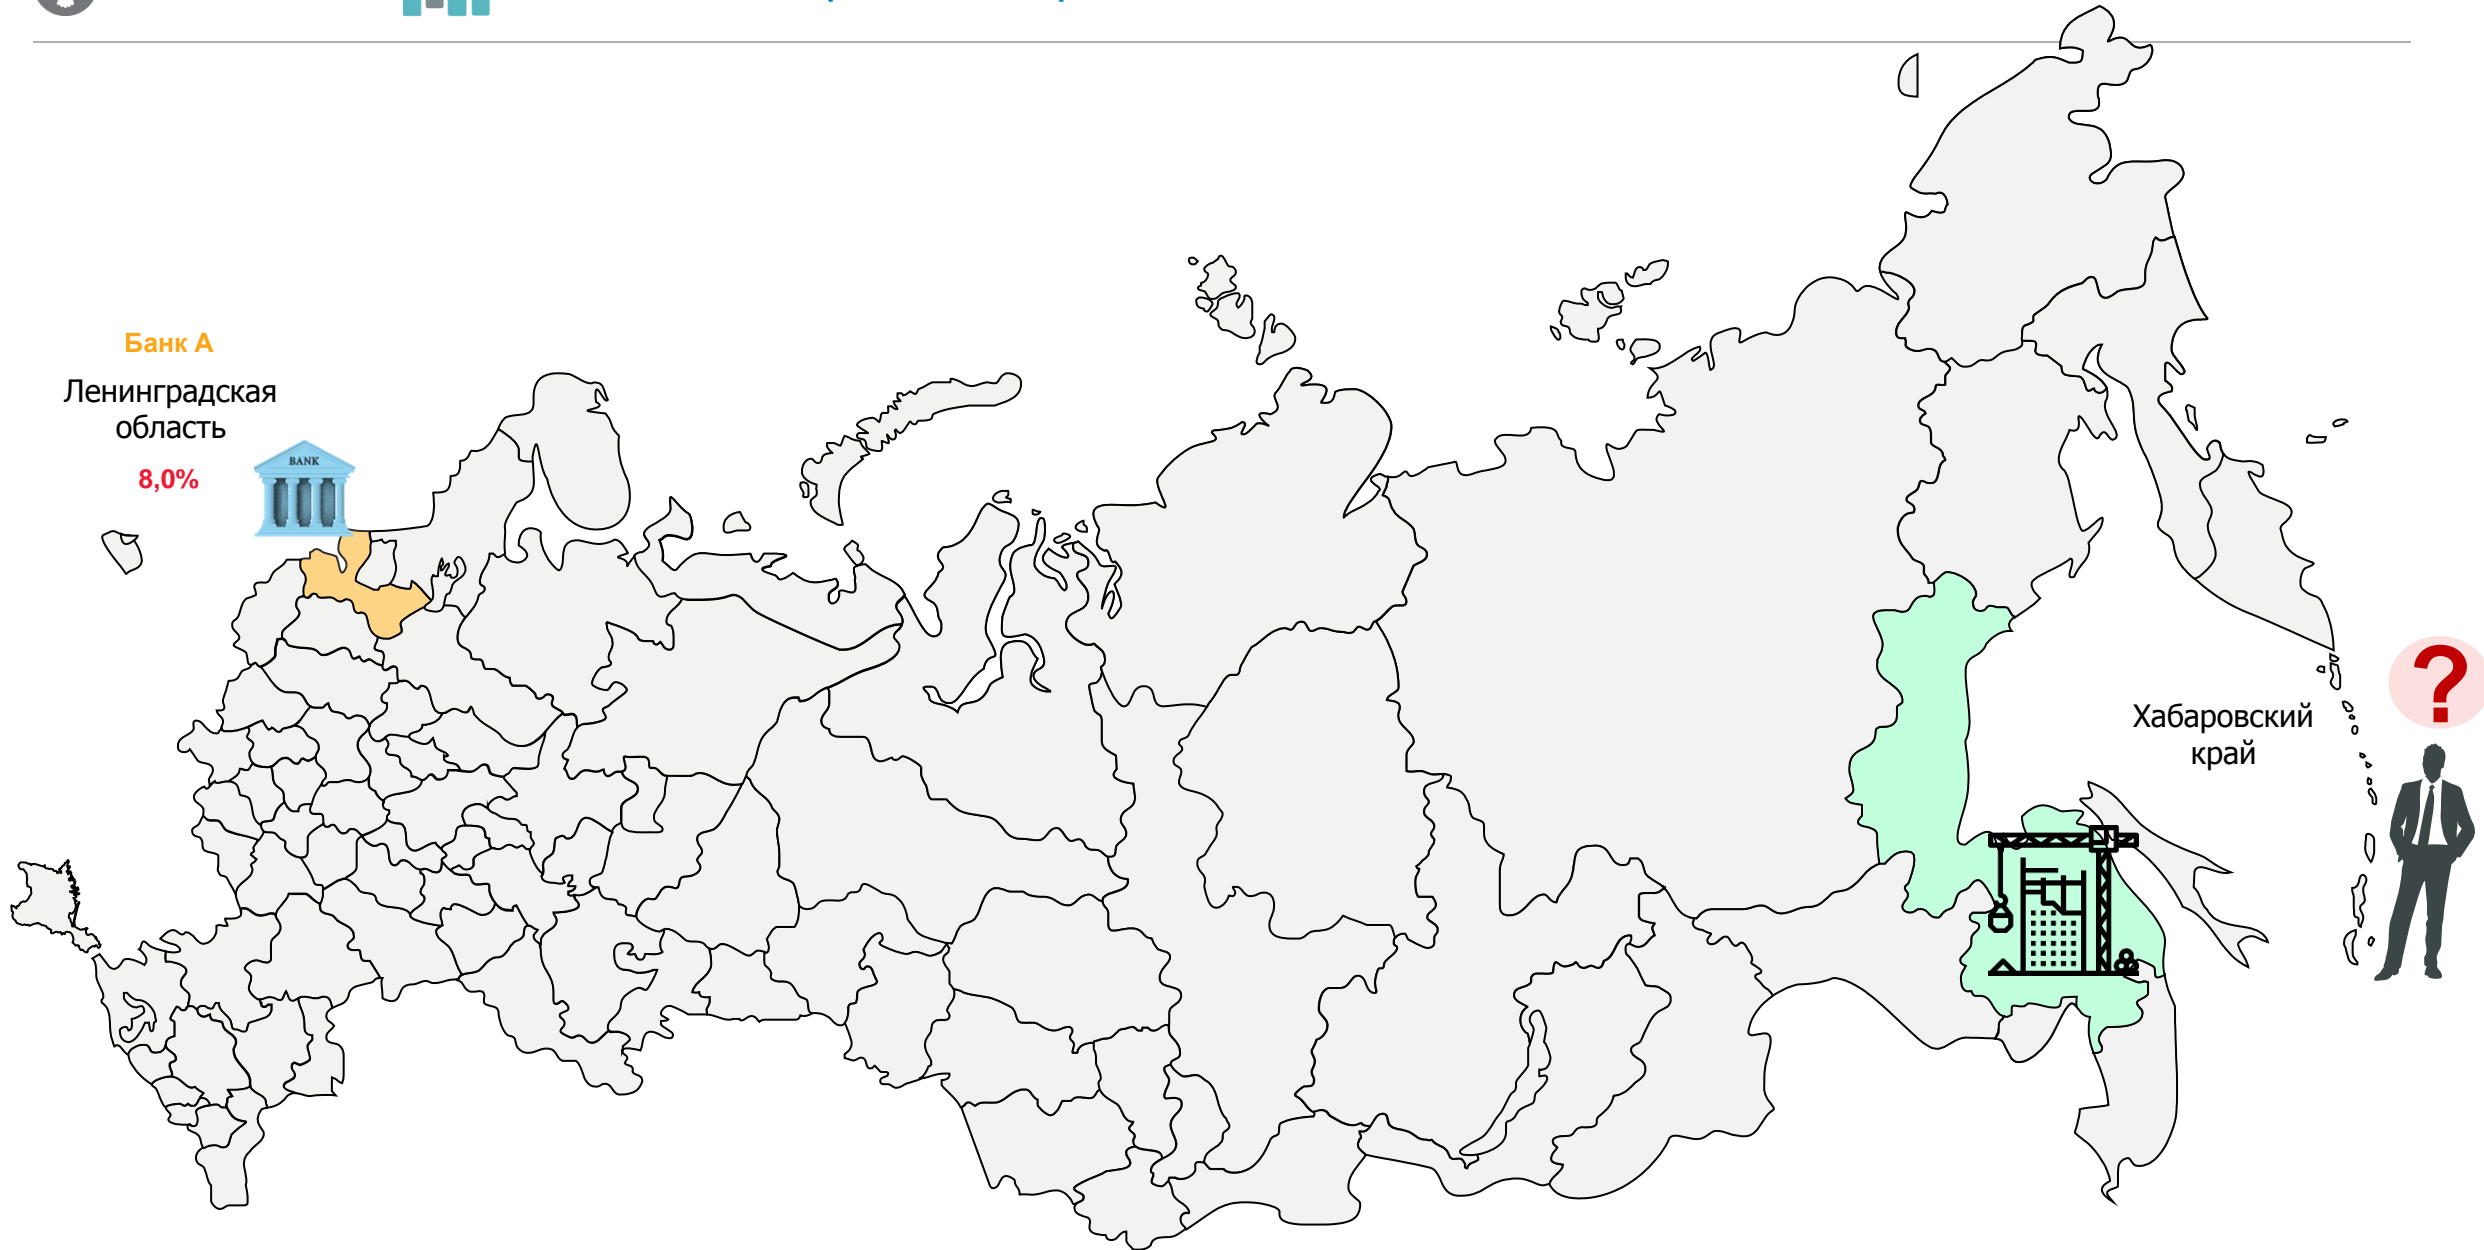 Банк А
Ленинградская
область
8,0%
BANK
?
Хабаровский
край